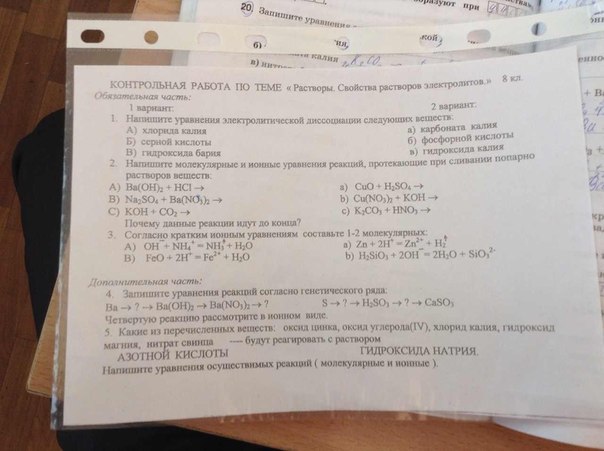 20) Запишите уравнения
б)
КОНТРОЛЬНАЯ РАБОТА ПО ТЕМЕ « Растворы. Свойства растворов электролитов.» 8 кл.
Обязательная часть:
1 вариант: 2 вариант:
1. Напишите уравнения электролитической диссоциации следующих веществ:
А) хлорида калия а) карбоната калия
Б) серной кислоты б) фосфорной кислоты
В) гидроксида бария в) гидроксида калия
2. Напишите молекулярные и ионные уравнения реакций, протекающие при сливании попарно
растворов веществ:
А) Ba(OH)₂ + HCl → a) CuO + H₂SO₄ →
В) Na₂SO₄ + Ba(NO₃)₂ → b) Cu(NO₃)₂ + KOH →
С) KOH + CO₂ → c) K₂CO₃ + HNO₃ →
Почему данные реакции идут до конца?
3. Согласно кратким ионным уравнениям составьте 1-2 молекулярных:
А) OH⁻ + NH₄⁺ = NH₃↑ + H₂O a) Zn + 2H⁺ = Zn²⁺ + H₂↑
В) FeO + 2H⁺ = Fe²⁺ + H₂O b) H₂SiO₃ + 2OH⁻ = 2H₂O + SiO₃²⁻
Дополнительная часть:
4. Запишите уравнения реакций согласно генетического ряда:
Ba → ? → Ba(OH)₂ → Ba(NO₃)₂ → ? S → ? → H₂SO₃ → ? → CaSO₃
Четвертую реакцию рассмотрите в ионном виде.
5. Какие из перечисленных веществ: оксид цинка, оксид углерода(IV), хлорид калия, гидроксид
магния, нитрат свинца ---- будут реагировать с раствором
АЗОТНОЙ КИСЛОТЫ ГИДРОКСИДА НАТРИЯ.
Напишите уравнения осуществимых реакций ( молекулярные и ионные ).